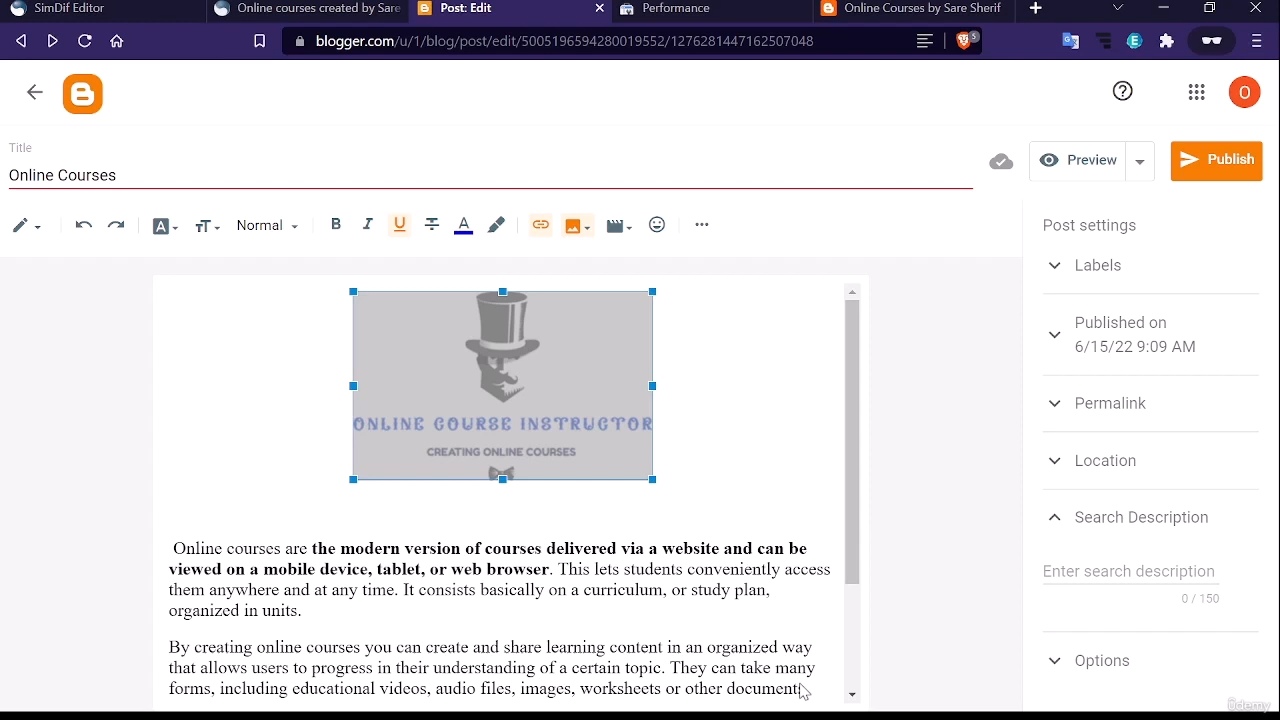 SimDif Editor
Online courses created by Sare
Post: Edit
Performance
Online Courses by Sare Sherif
blogger.com/u/1/blog/post/edit/5005196594280019552/1276281447162507048
5
E
O
Title
Online Courses
Preview
Publish
Normal
B I U A
Post settings
Labels
Published on
6/15/22 9:09 AM
Permalink
Location
Search Description
Enter search description
0 / 150
Options
ONLINE COURSE INSTRUCTOR
CREATING ONLINE COURSES
Online courses are the modern version of courses delivered via a website and can be
viewed on a mobile device, tablet, or web browser. This lets students conveniently access
them anywhere and at any time. It consists basically on a curriculum, or study plan,
organized in units.
By creating online courses you can create and share learning content in an organized way
that allows users to progress in their understanding of a certain topic. They can take many
forms, including educational videos, audio files, images, worksheets or other document
ûdemy